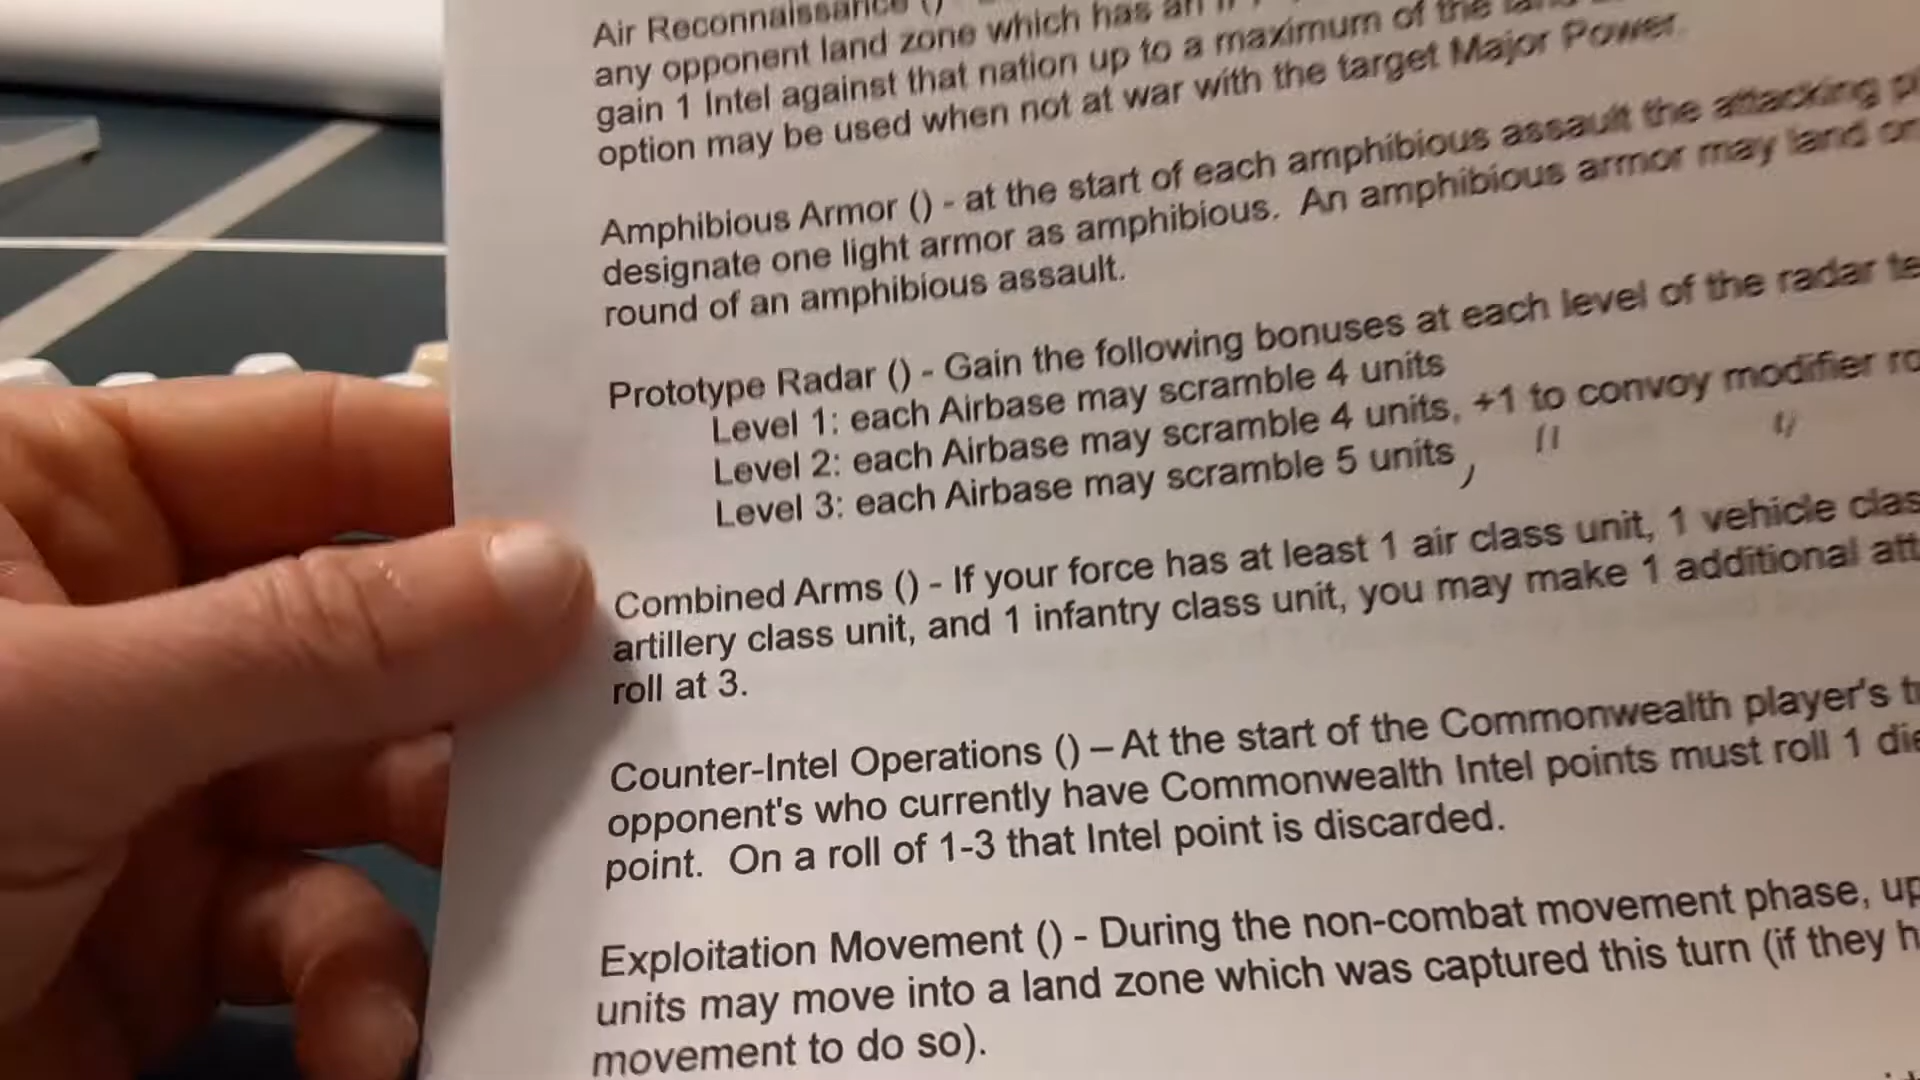 Air Reconnaissance ()
any opponent land zone which has an
gain 1 Intel against that nation up to a maximum of the
option may be used when not at war with the target Major Power.
Amphibious Armor () - at the start of each amphibious assault the attacking
designate one light armor as amphibious. An amphibious armor may land
round of an amphibious assault.
Prototype Radar () - Gain the following bonuses at each level of the radar
Level 1: each Airbase may scramble 4 units
Level 2: each Airbase may scramble 4 units, +1 to convoy modifier
Level 3: each Airbase may scramble 5 units , " "
Combined Arms () - If your force has at least 1 air class unit, 1 vehicle
artillery class unit, and 1 infantry class unit, you may make 1 additional
roll at 3.
Counter-Intel Operations () – At the start of the Commonwealth player's
opponent's who currently have Commonwealth Intel points must roll 1
point. On a roll of 1-3 that Intel point is discarded.
Exploitation Movement () - During the non-combat movement phase,
units may move into a land zone which was captured this turn (if they
movement to do so).